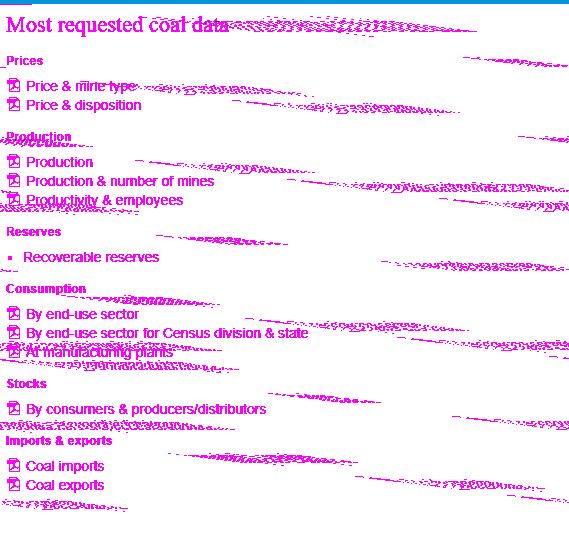 Most requested coal data
Prices
Price & mine type
Price & disposition
Production
Production
Production & number of mines
Productivity & employees
Reserves
Recoverable reserves
Consumption
By end-use sector
By end-use sector for Census division & state
At manufacturing plants
Stocks
By consumers & producers/distributors
Imports & exports
Coal imports
Coal exports